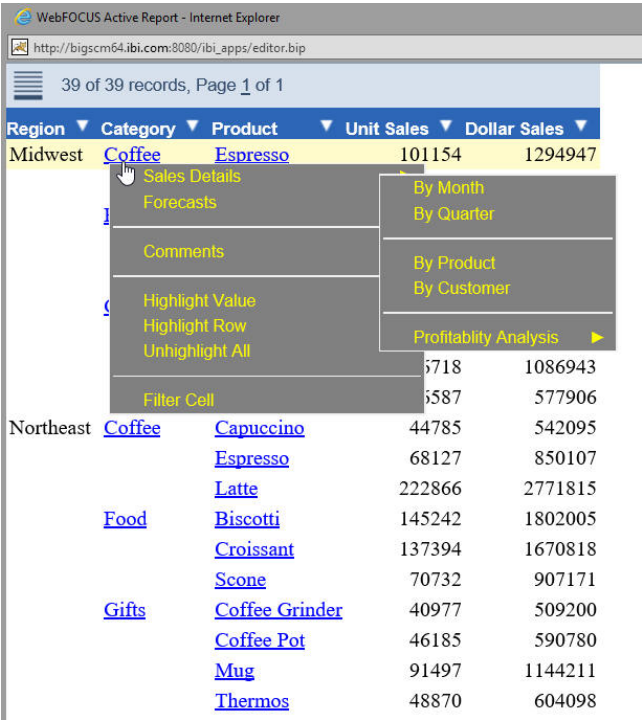 WebFOCUS Active Report - Internet Explorer
http://bigscm64.ibi.com:8080/ibi_apps/editor.bip
39 of 39 records, Page 1 of 1
Region Category Product Unit Sales Dollar Sales
Midwest Coffee Espresso 101154 1294947
Sales Details
Forecasts
Comments
Highlight Value
Highlight Row
Unhighlight All
Filter Cell
By Month
By Quarter
By Product
By Customer
Profitablity Analysis
5718 1086943
5587 577906
Northeast Coffee Capuccino 44785 542095
Espresso 68127 850107
Latte 222866 2771815
Food Biscotti 145242 1802005
Croissant 137394 1670818
Scone 70732 907171
Gifts Coffee Grinder 40977 509200
Coffee Pot 46185 590780
Mug 91497 1144211
Thermos 48870 604098